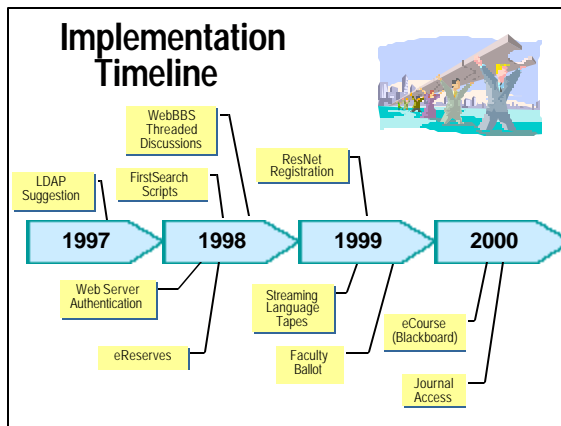 Implementation
Timeline
WebBBS
Threaded
Discussions
ResNet
Registration
FirstSearch
Scripts
LDAP
Suggestion
1997
1998
1999
2000
Web Server
Authentication
Streaming
Language
Tapes
eCourse
(Blackboard)
eReserves
Faculty
Ballot
Journal
Access